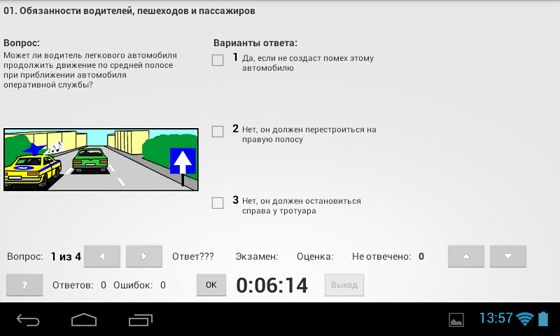 01. Обязанности водителей, пешеходов и пассажиров
Вопрос:
Может ли водитель легкового автомобиля
продолжить движение по средней полосе
при приближении автомобиля
оперативной службы?
Варианты ответа:
1 Да, если не создаст помех этому
автомобилю
2 Нет, он должен перестроиться на
правую полосу
3 Нет, он должен остановиться
справа у тротуара
Вопрос: 1 из 4 Ответ??? Экзамен: Оценка: Не отвечено: 0
? Ответов: 0 Ошибок: 0 OK 0:06:14 Выход
13:57